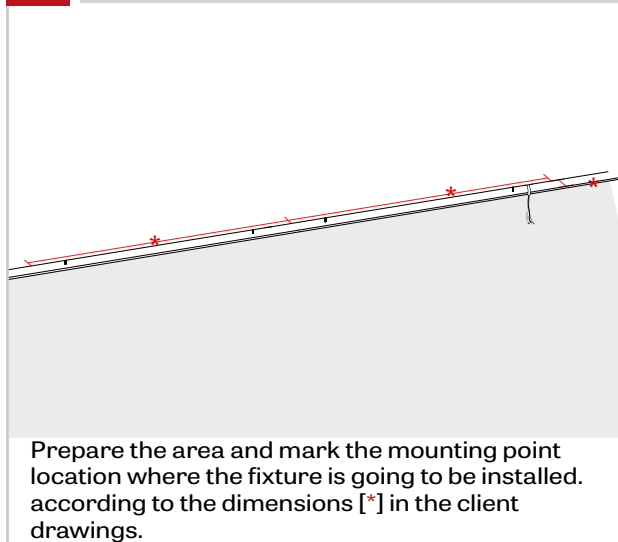 *
*
*
Prepare the area and mark the mounting point
location where the fixture is going to be installed.
according to the dimensions [*] in the client
drawings.